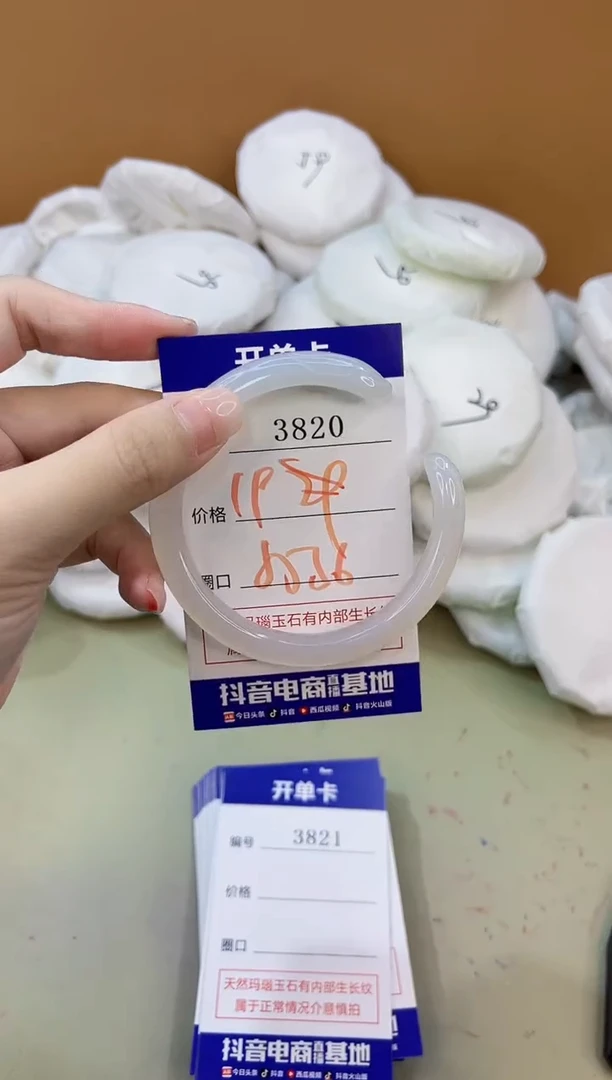 开单卡
3820
价格
圈口
玛瑙玉石有内部生长纹
抖音电商直播基地
今日头条 抖音 西瓜视频 抖音火山版
开单卡
编号 3821
价格
圈口
天然玛瑙玉石有内部生长纹
属于正常情况介意慎拍
抖音电商直播基地
今日头条 抖音 西瓜视频 抖音火山版